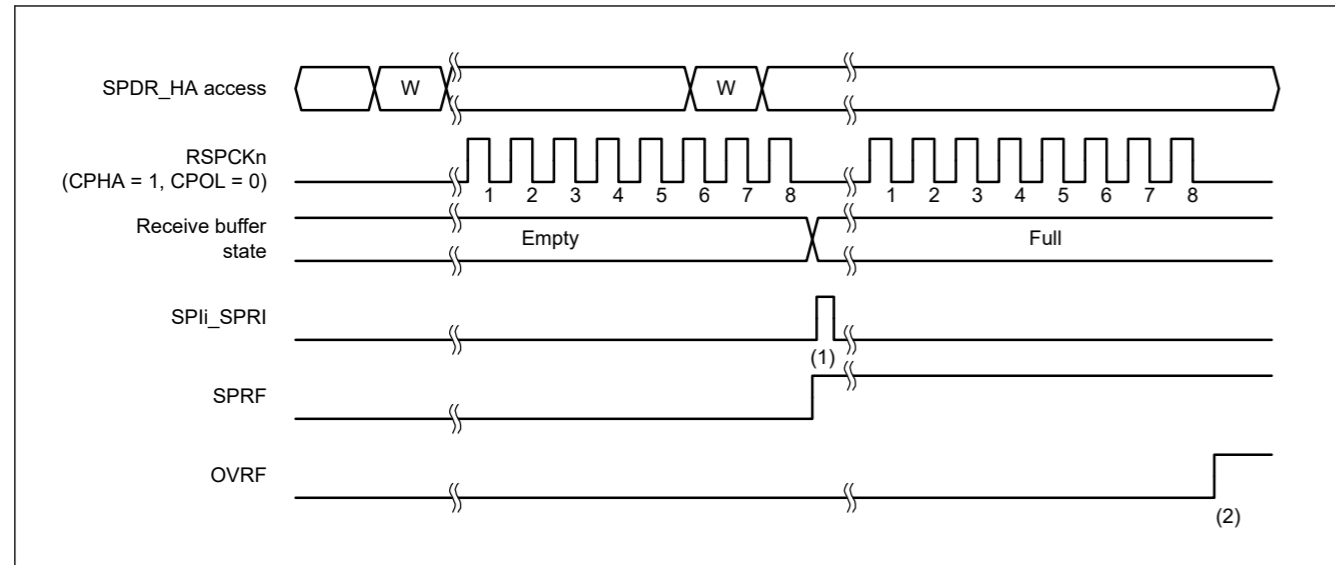 SPDR_HA access
W
W
RSPCKn
(CPHA = 1, CPOL = 0)
1 2 3 4 5 6 7 8
1 2 3 4 5 6 7 8
Receive buffer
state
Empty
Full
SPIi_SPRI
(1)
SPRF
OVRF
(2)